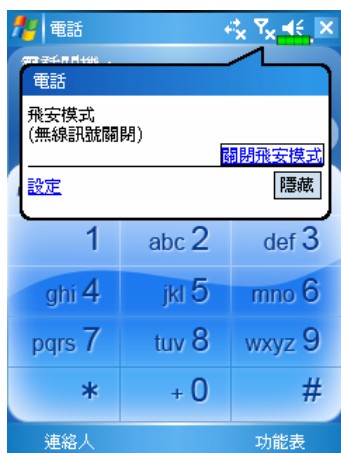 電話
電話
飛安模式
(無線訊號關閉)
關閉飛安模式
設定
隱藏
1
abc 2
def 3
ghi 4
jkl 5
mno 6
pqrs 7
tuv 8
wxyz 9
*
+ 0
#
連絡人
功能表